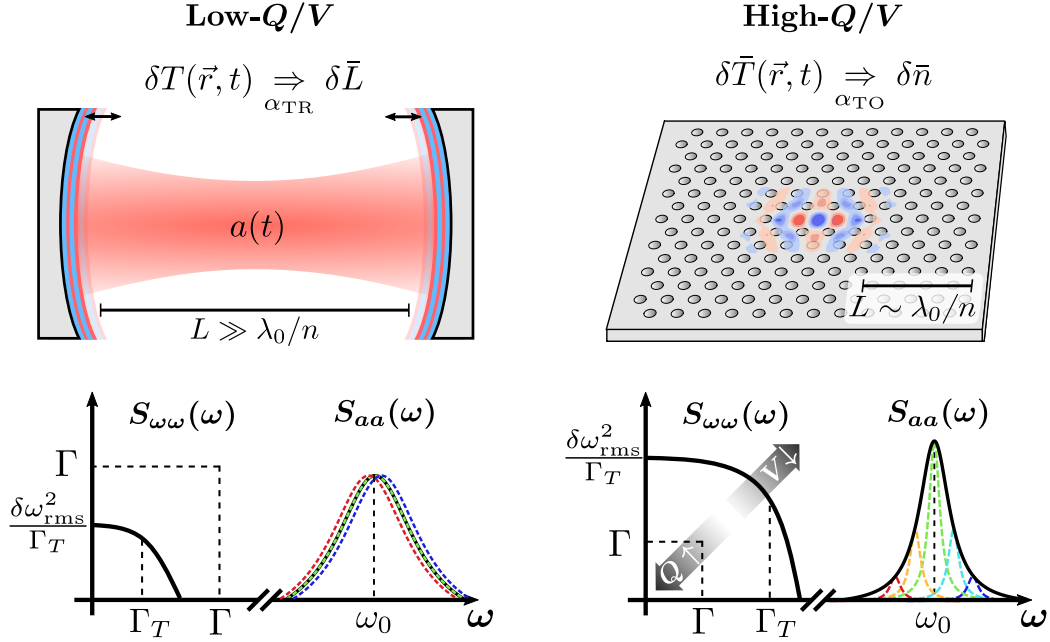 Low-Q/V
δT(r⃗, t) ⇒ δL̄
α_TR
a(t)
L ≫ λ₀/n
High-Q/V
δT̄(r⃗, t) ⇒ δn̄
α_TO
L ∼ λ₀/n
S_ωω(ω) S_aa(ω)
Γ
δω²_rms
Γ_T
Γ_T Γ ω₀ ω
S_ωω(ω) S_aa(ω)
δω²_rms
Γ_T
V↓
Γ
Q↑
Γ Γ_T ω₀ ω